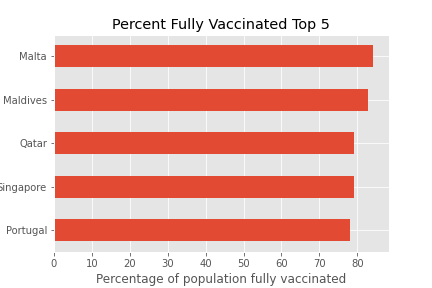 Percent Fully Vaccinated Top 5
Malta
Maldives
Qatar
ingapore
Portugal
0 10 20 30 40 50 60 70 80
Percentage of population fully vaccinated